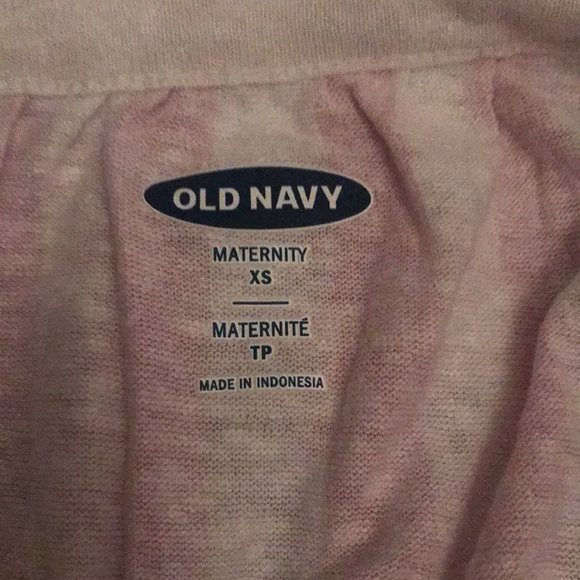 OLD NAVY
MATERNITY
XS
MATERNITÉ
TP
MADE IN INDONESIA